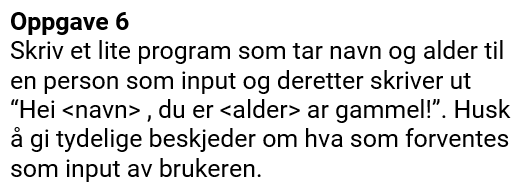 Oppgave 6
Skriv et lite program som tar navn og alder til
en person som input og deretter skriver ut
“Hei <navn> , du er <alder> ar gammel!”. Husk
å gi tydelige beskjeder om hva som forventes
som input av brukeren.